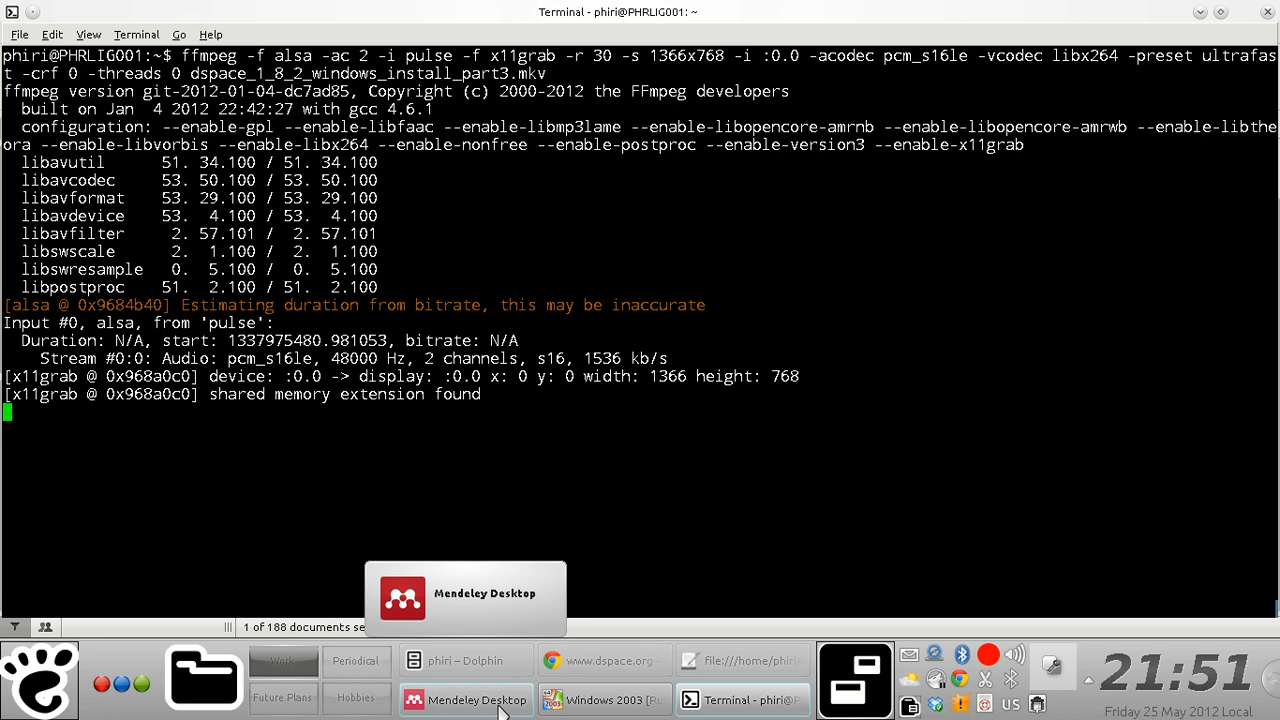 Terminal - phiri@PHRLIG001: ~
File Edit View Terminal Go Help
phiri@PHRLIG001:~$ ffmpeg -f alsa -ac 2 -i pulse -f x11grab -r 30 -s 1366x768 -i :0.0 -acodec pcm_s16le -vcodec libx264 -preset ultrafas
t -crf 0 -threads 0 dspace_1_8_2_windows_install_part3.mkv
ffmpeg version git-2012-01-04-dc7ad85, Copyright (c) 2000-2012 the FFmpeg developers
built on Jan  4 2012 22:42:27 with gcc 4.6.1
configuration: --enable-gpl --enable-libfaac --enable-libmp3lame --enable-libopencore-amrnb --enable-libopencore-amrwb --enable-libthe
ora --enable-libvorbis --enable-libx264 --enable-nonfree --enable-postproc --enable-version3 --enable-x11grab
libavutil      51. 34.100 / 51. 34.100
libavcodec     53. 50.100 / 53. 50.100
libavformat    53. 29.100 / 53. 29.100
libavdevice    53.  4.100 / 53.  4.100
libavfilter     2. 57.101 /  2. 57.101
libswscale      2.  1.100 /  2.  1.100
libswresample   0.  5.100 /  0.  5.100
libpostproc    51.  2.100 / 51.  2.100
[alsa @ 0x9684b40] Estimating duration from bitrate, this may be inaccurate
Input #0, alsa, from 'pulse':
Duration: N/A, start: 1337975480.981053, bitrate: N/A
Stream #0:0: Audio: pcm_s16le, 48000 Hz, 2 channels, s16, 1536 kb/s
[x11grab @ 0x968a0c0] device: :0.0 -> display: :0.0 x: 0 y: 0 width: 1366 height: 768
[x11grab @ 0x968a0c0] shared memory extension found
Mendeley Desktop
1 of 188 documents se
Work Periodical phiri – Dolphin www.dspace.org - file:///home/phiri/
Future Plans Hobbies Mendeley Desktop Windows 2003 [Ru Terminal - phiri@P
US
21:51
Friday 25 May 2012 Local